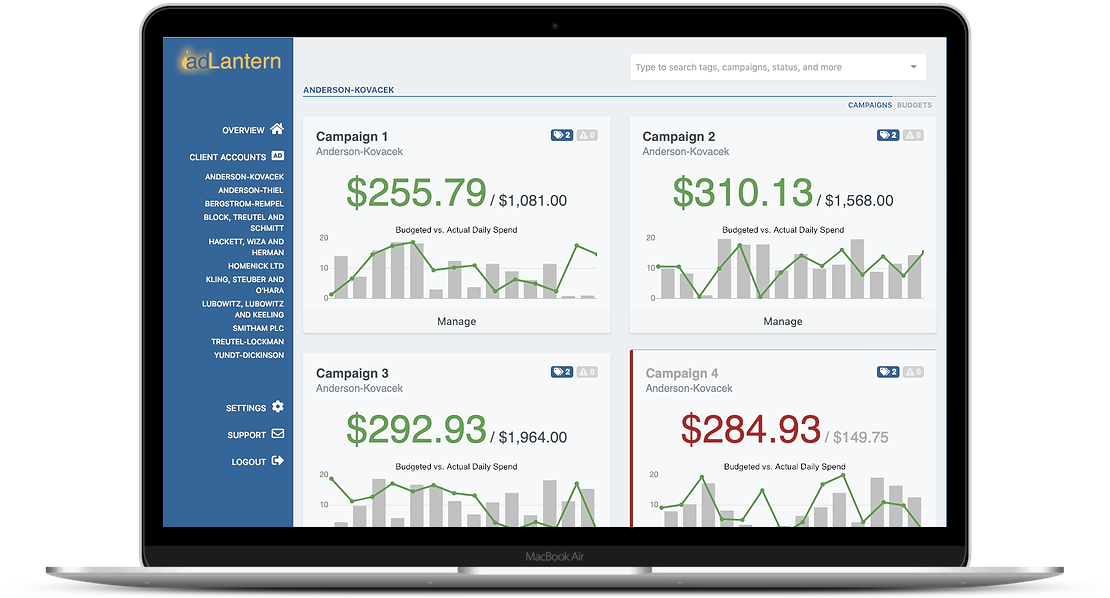 adLantern
OVERVIEW
CLIENT ACCOUNTS AD
ANDERSON-KOVACEK
ANDERSON-THIEL
BERGSTROM-REMPEL
BLOCK, TREUTEL AND
SCHMITT
HACKETT, WIZA AND
HERMAN
HOMENICK LTD
KLING, STEUBER AND
O'HARA
LUBOWITZ, LUBOWITZ
AND KEELING
SMITHAM PLC
TREUTEL-LOCKMAN
YUNDT-DICKINSON
SETTINGS
SUPPORT
LOGOUT
Type to search tags, campaigns, status, and more
ANDERSON-KOVACEK
CAMPAIGNS BUDGETS
Campaign 1 2 0
Anderson-Kovacek
$255.79 / $1,081.00
Budgeted vs. Actual Daily Spend
20
10
0
Manage
Campaign 2 2 0
Anderson-Kovacek
$310.13 / $1,568.00
Budgeted vs. Actual Daily Spend
20
10
0
Manage
Campaign 3 2 0
Anderson-Kovacek
$292.93 / $1,964.00
Budgeted vs. Actual Daily Spend
20
10
Campaign 4 2 0
Anderson-Kovacek
$284.93 / $149.75
Budgeted vs. Actual Daily Spend
20
10
MacBook Air